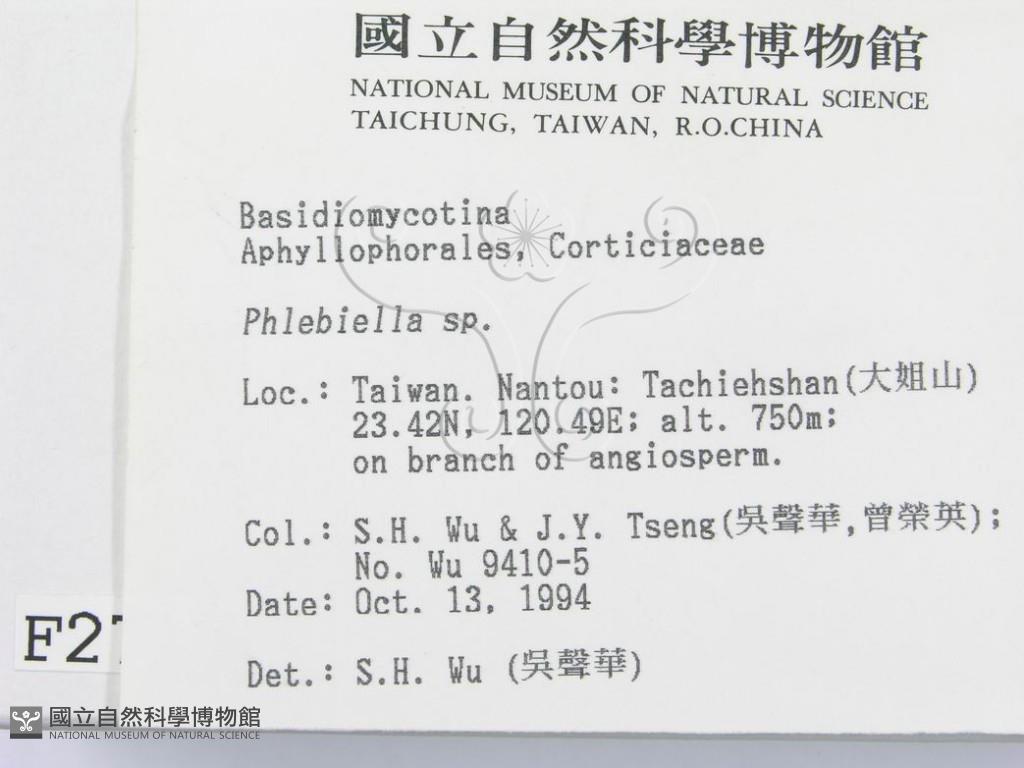 國立自然科學博物館
NATIONAL MUSEUM OF NATURAL SCIENCE
TAICHUNG, TAIWAN, R.O.CHINA
Basidiomycotina
Aphyllophorales, Corticiaceae
Phlebiella sp.
Loc.: Taiwan. Nantou: Tachiehshan(大姐山)
23.42N, 120.49E; alt. 750m;
on branch of angiosperm.
Col.: S.H. Wu & J.Y. Tseng(吳聲華,曾榮英);
No. Wu 9410-5
Date: Oct. 13, 1994
Det.: S.H. Wu (吳聲華)
F27
國立自然科學博物館
NATIONAL MUSEUM OF NATURAL SCIENCE